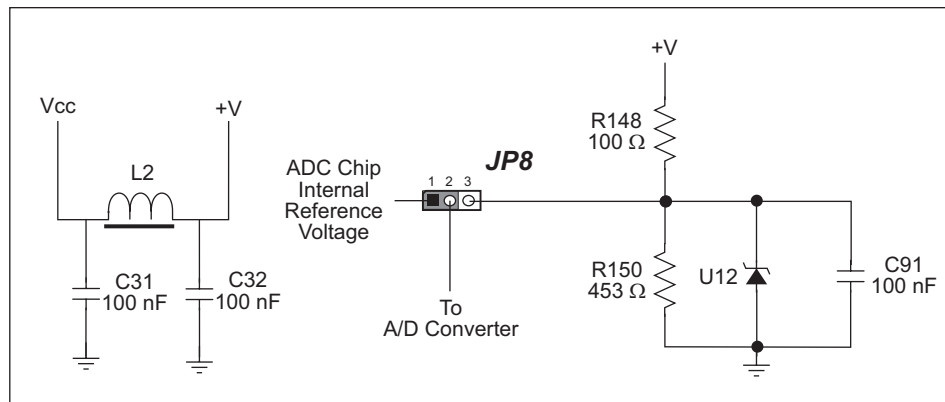 Vcc
+V
L2
C31
100 nF
C32
100 nF
ADC Chip
Internal
Reference
Voltage
JP8
1 2 3
To
A/D Converter
+V
R148
100 Ω
R150
453 Ω
U12
C91
100 nF